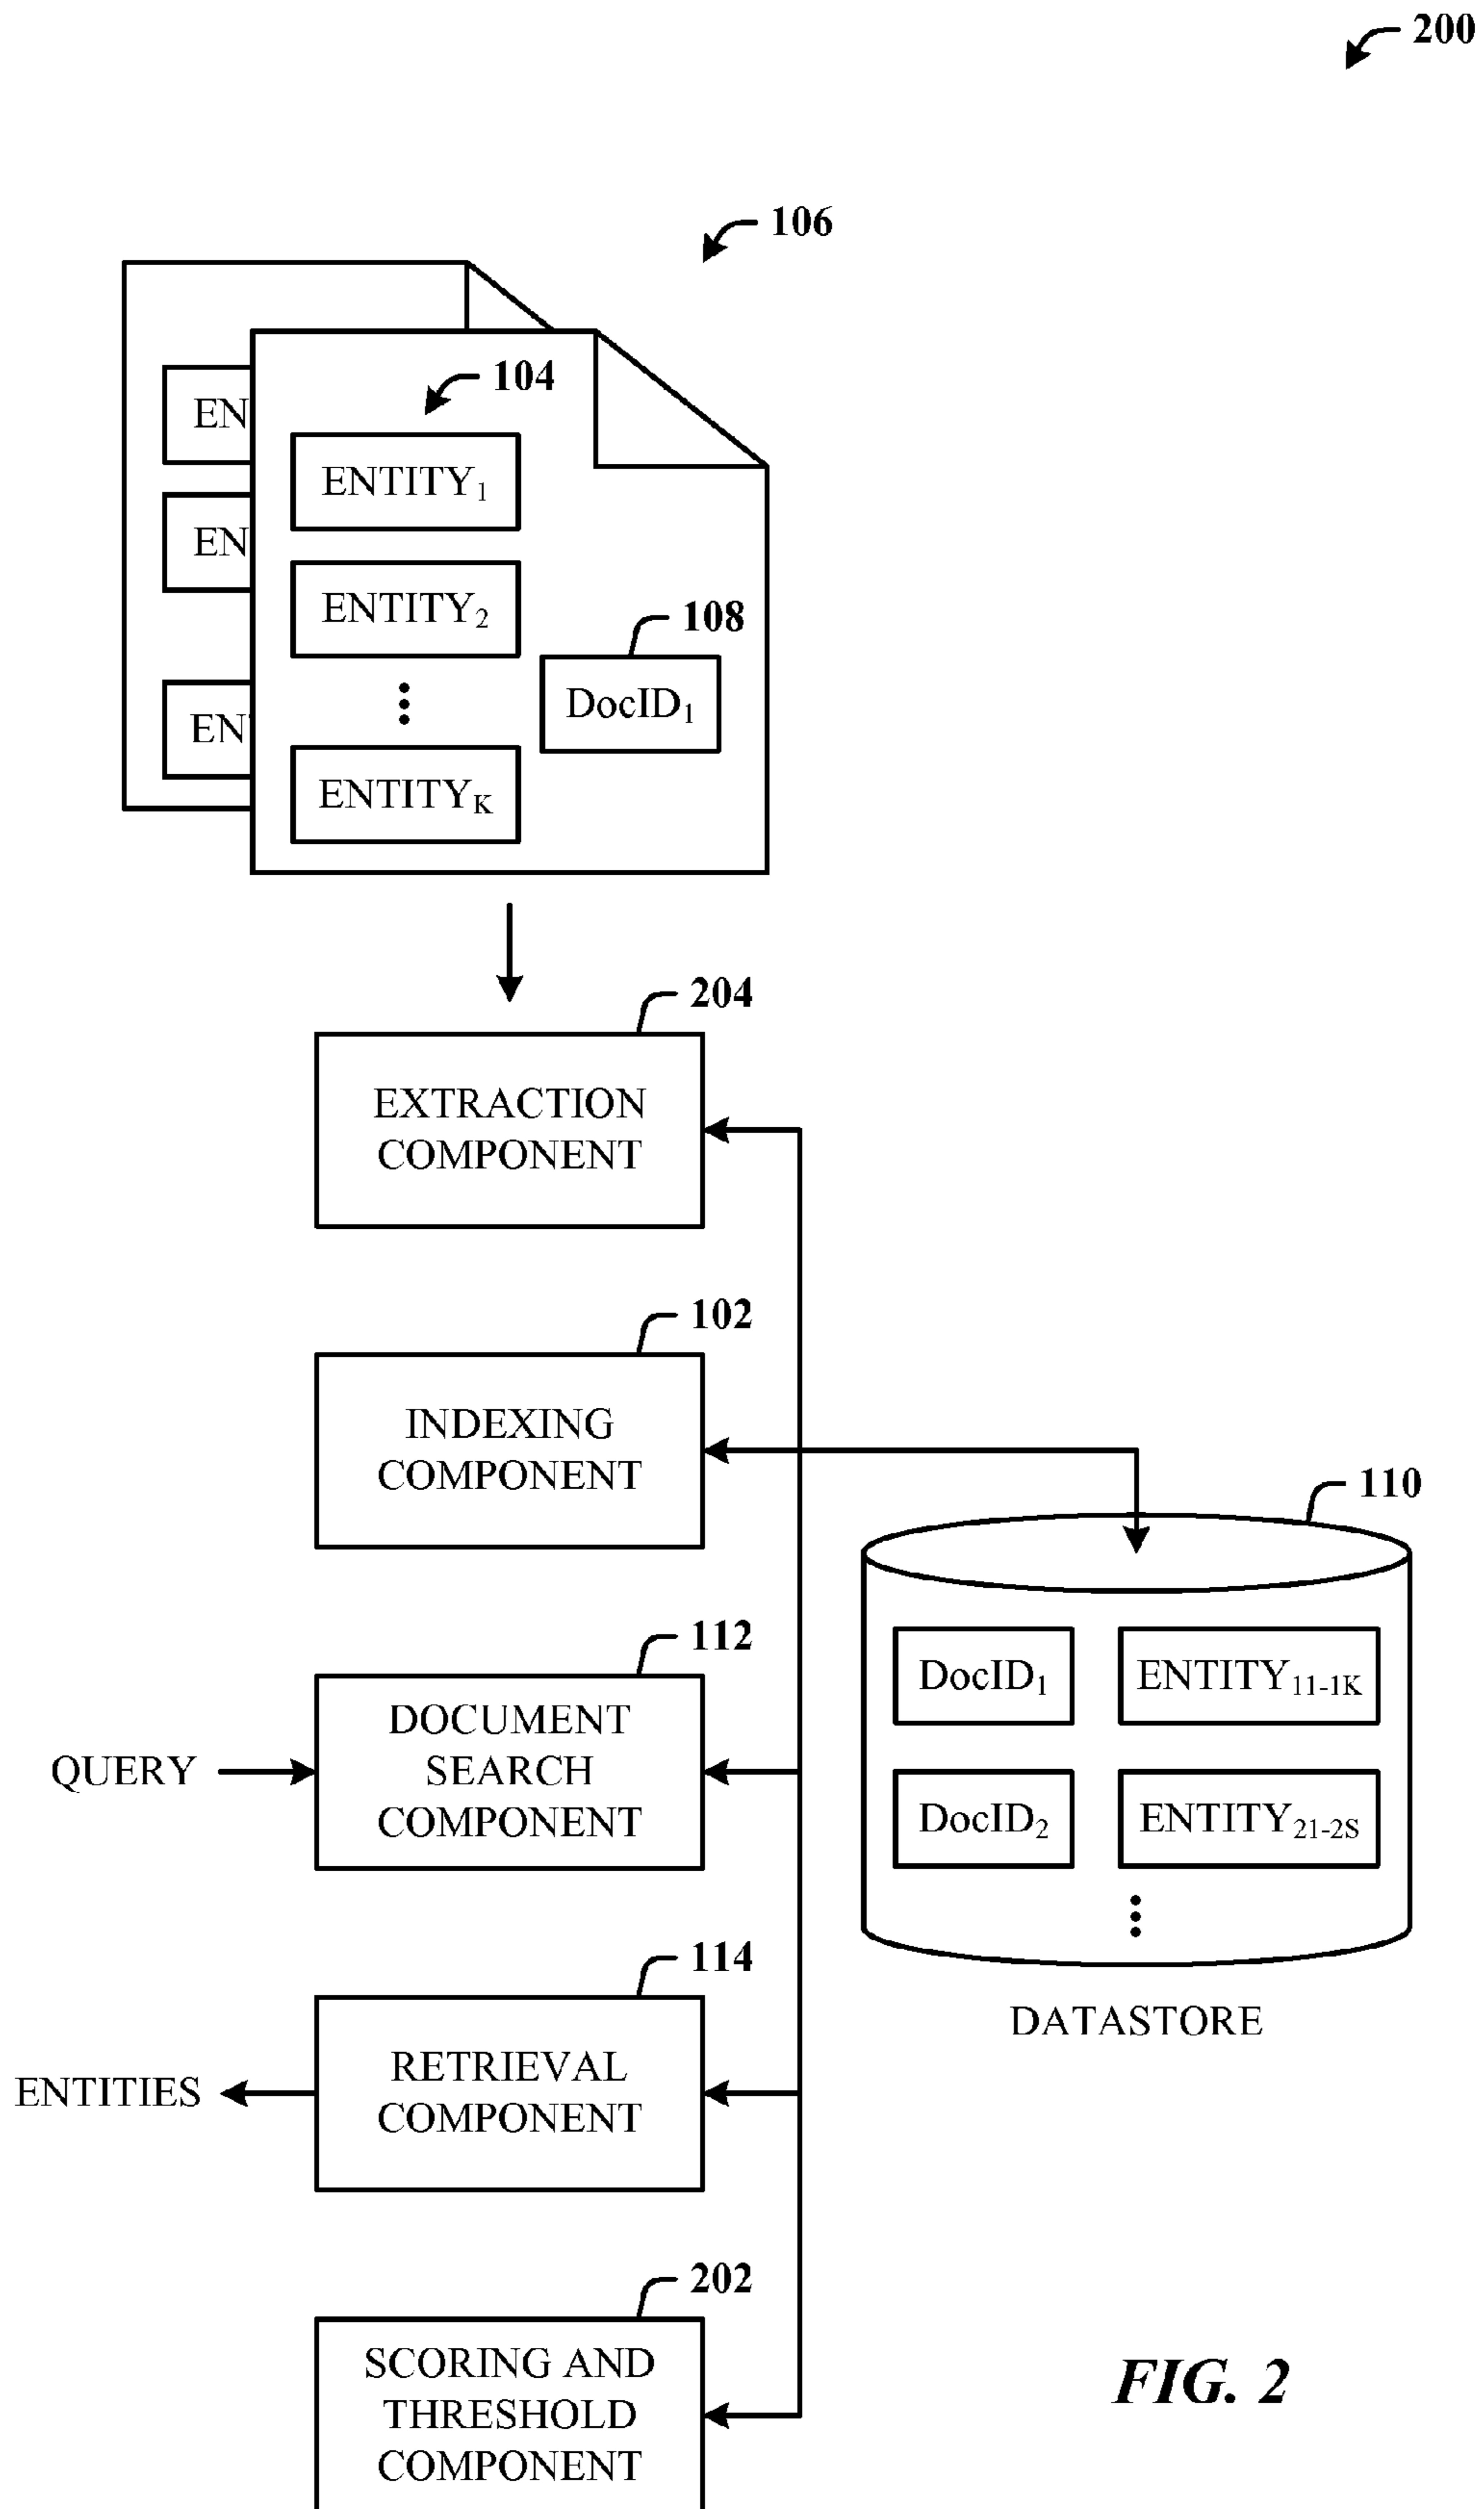 200
106
104
EN
ENTITY1
EN
ENTITY2
108
DocID1
EN
ENTITYK
204
EXTRACTION
COMPONENT
102
INDEXING
COMPONENT
110
112
DocID1
ENTITY11-1K
DOCUMENT
SEARCH
COMPONENT
QUERY
DocID2
ENTITY21-2S
114
DATASTORE
RETRIEVAL
COMPONENT
ENTITIES
202
SCORING AND
THRESHOLD
COMPONENT
FIG. 2